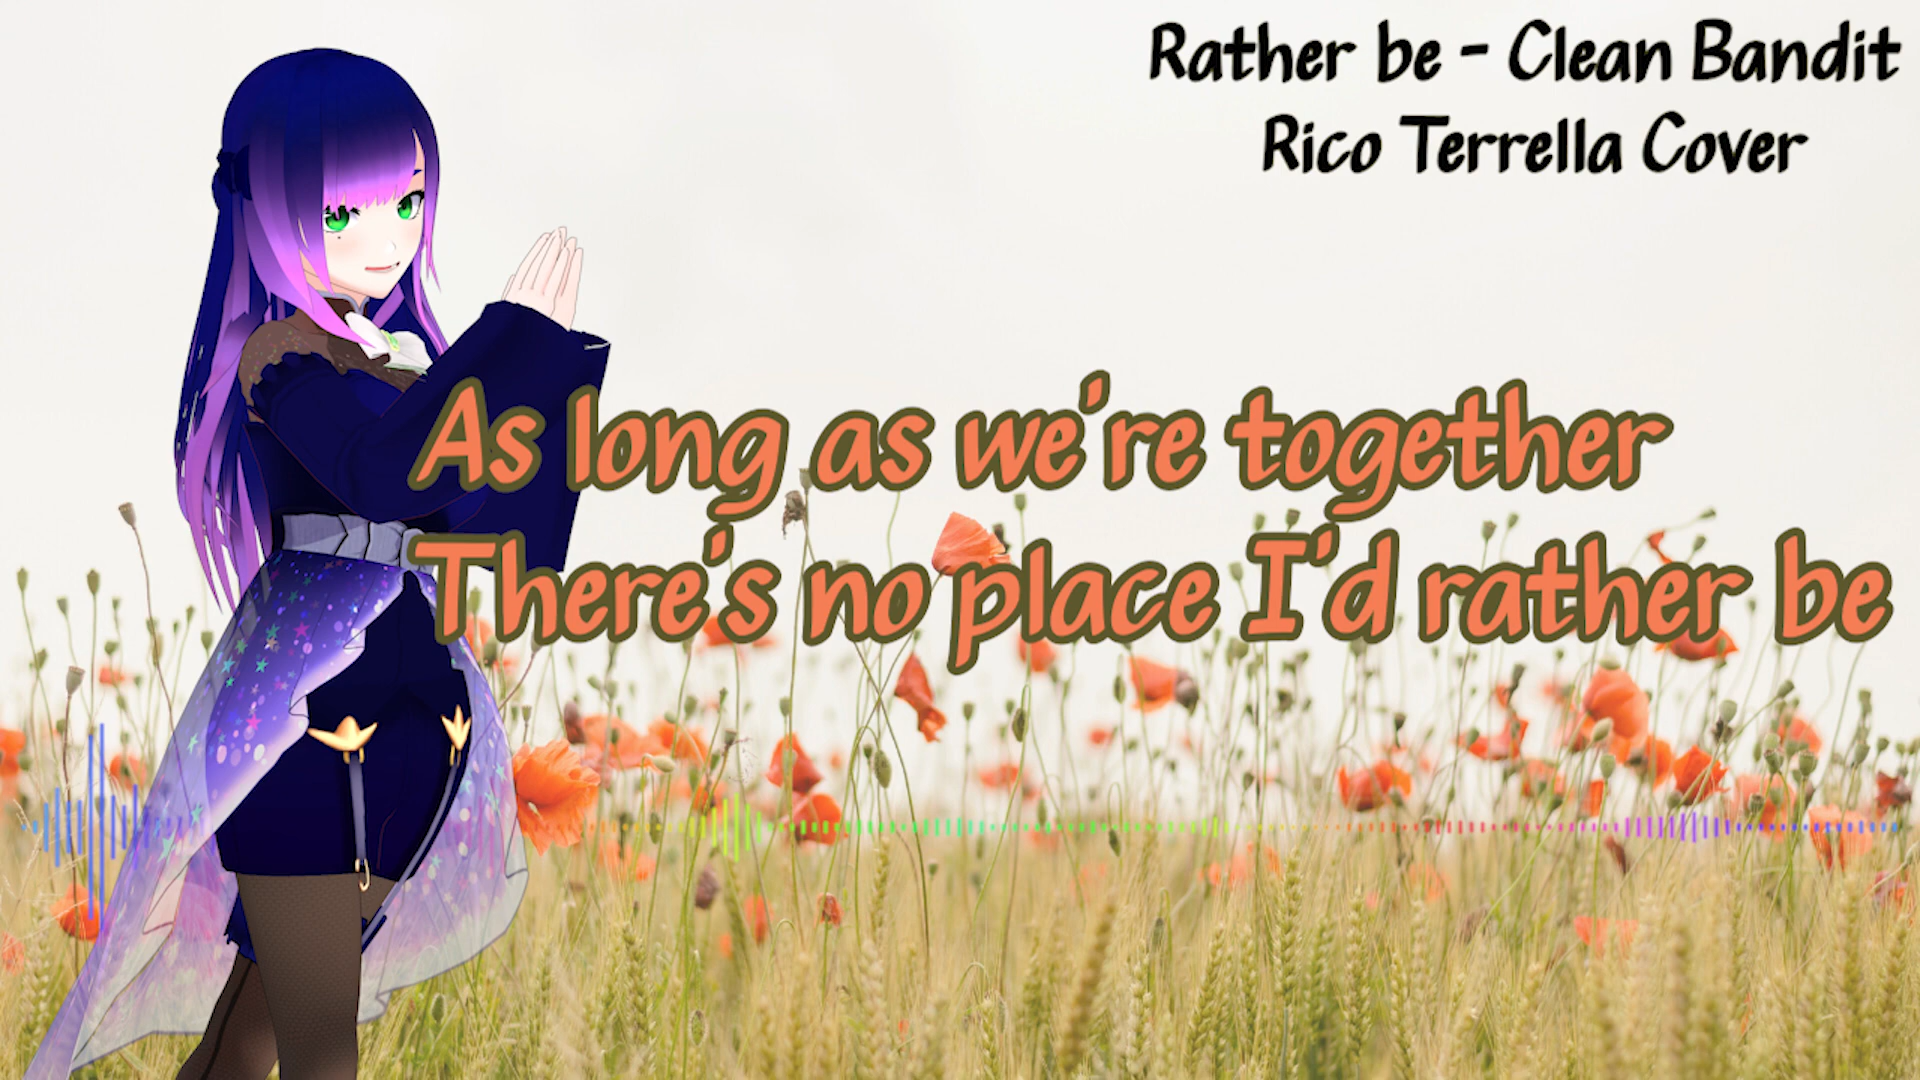 Rather be - Clean Bandit
Rico Terrella Cover
As long as we're together
There's no place I'd rather be